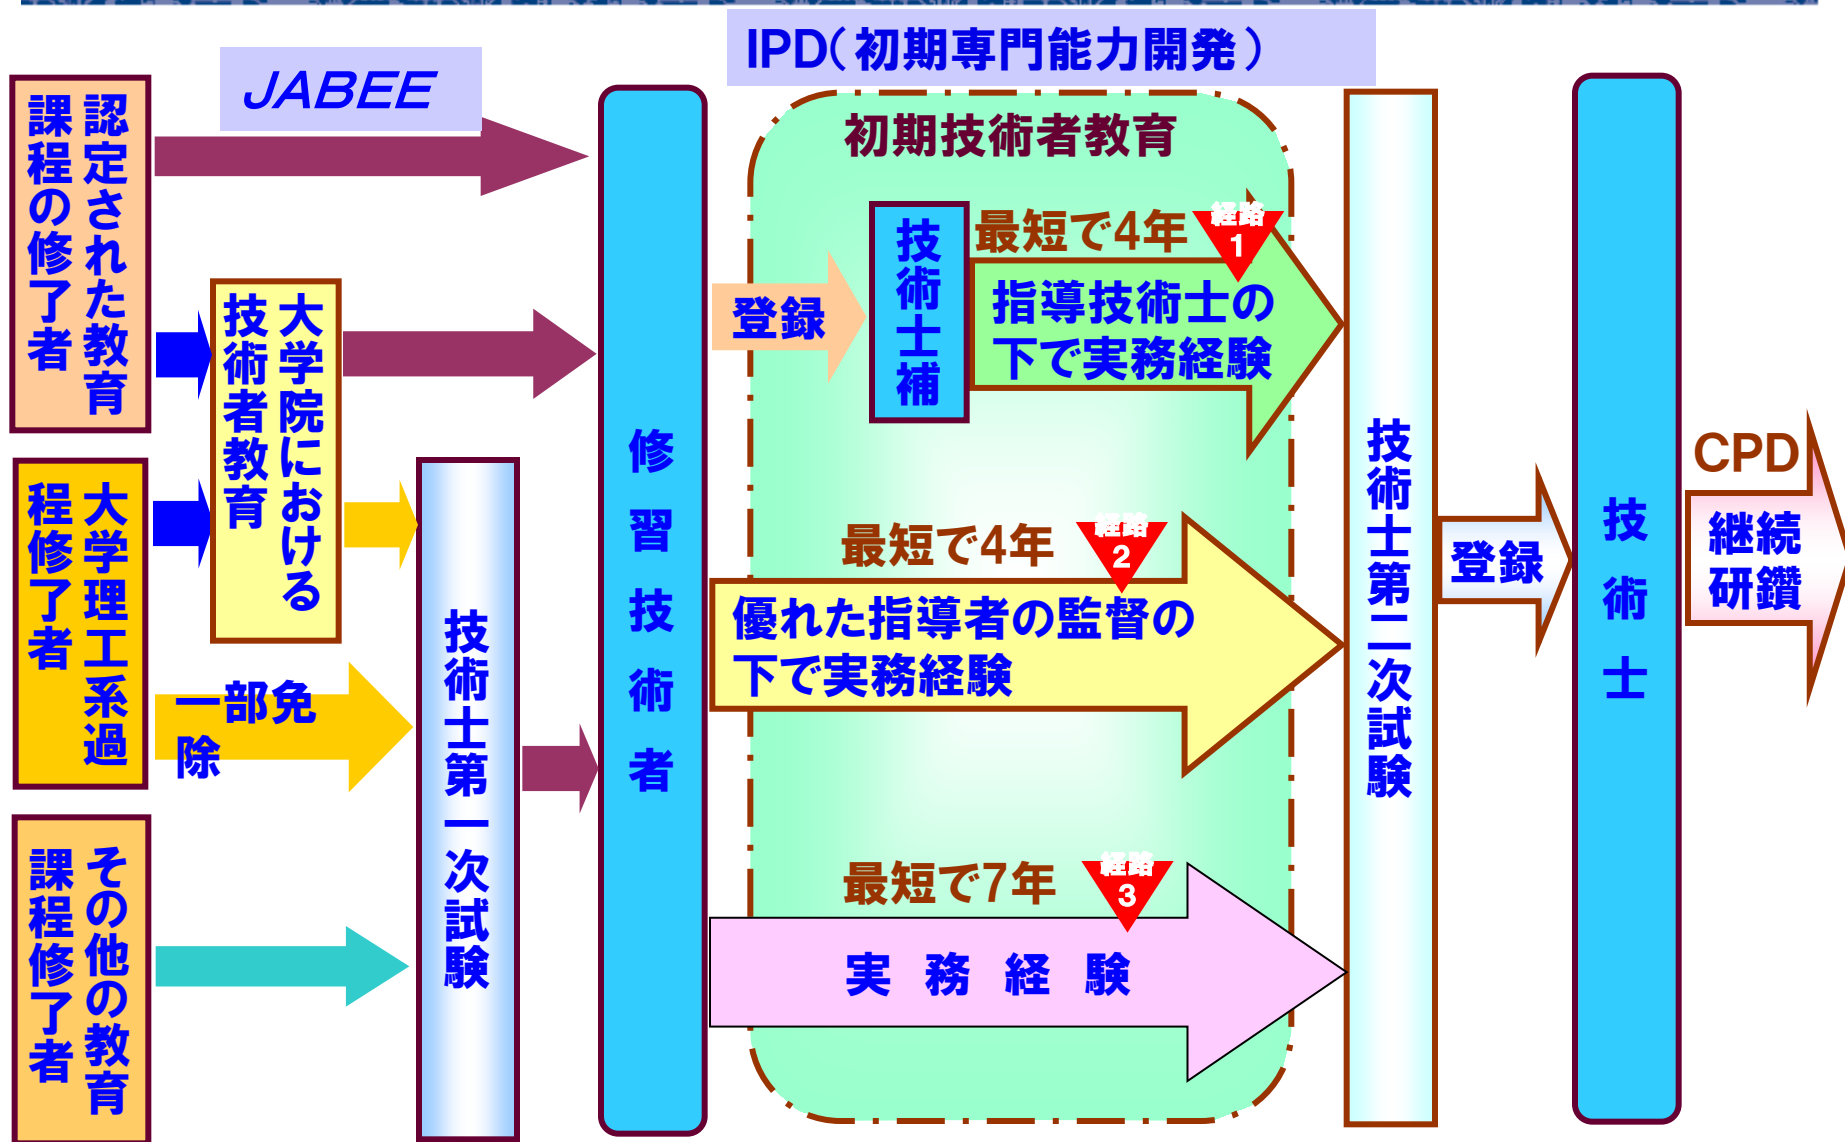 IPD(初期専門能力開発)
JABEE
認定された教育
課程の修了者
大学院における
技術者教育
大学理工系過
程修了者
一部免
除
その他の教育
課程修了者
技術士第一次試験
修習技術者
初期技術者教育
登録
技術士補
最短で4年
経路
1
指導技術士の
下で実務経験
最短で4年
経路
2
優れた指導者の監督の
下で実務経験
最短で7年
経路
3
実務経験
技術士第二次試験
登録
技術士
CPD
継続
研鑽